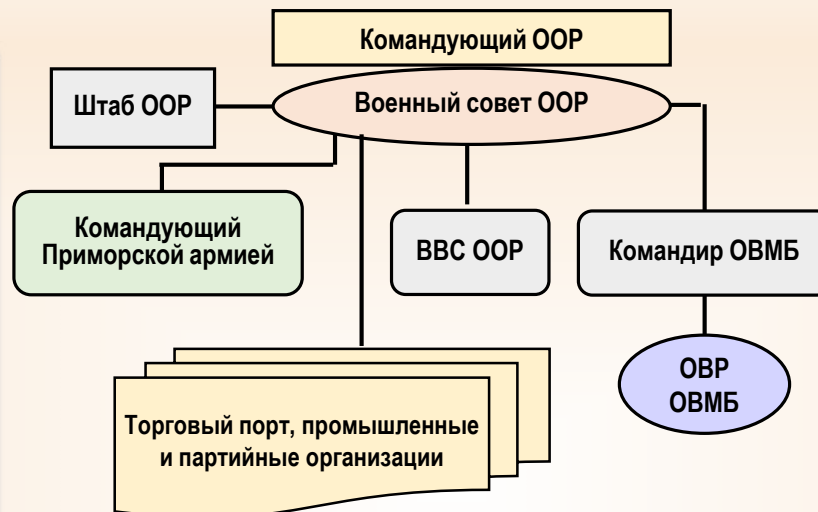 Командующий ООР
Штаб ООР
Военный совет ООР
Командующий
Приморской армией
ВВС ООР
Командир ОВМБ
ОВР
ОВМБ
Торговый порт, промышленные
и партийные организации